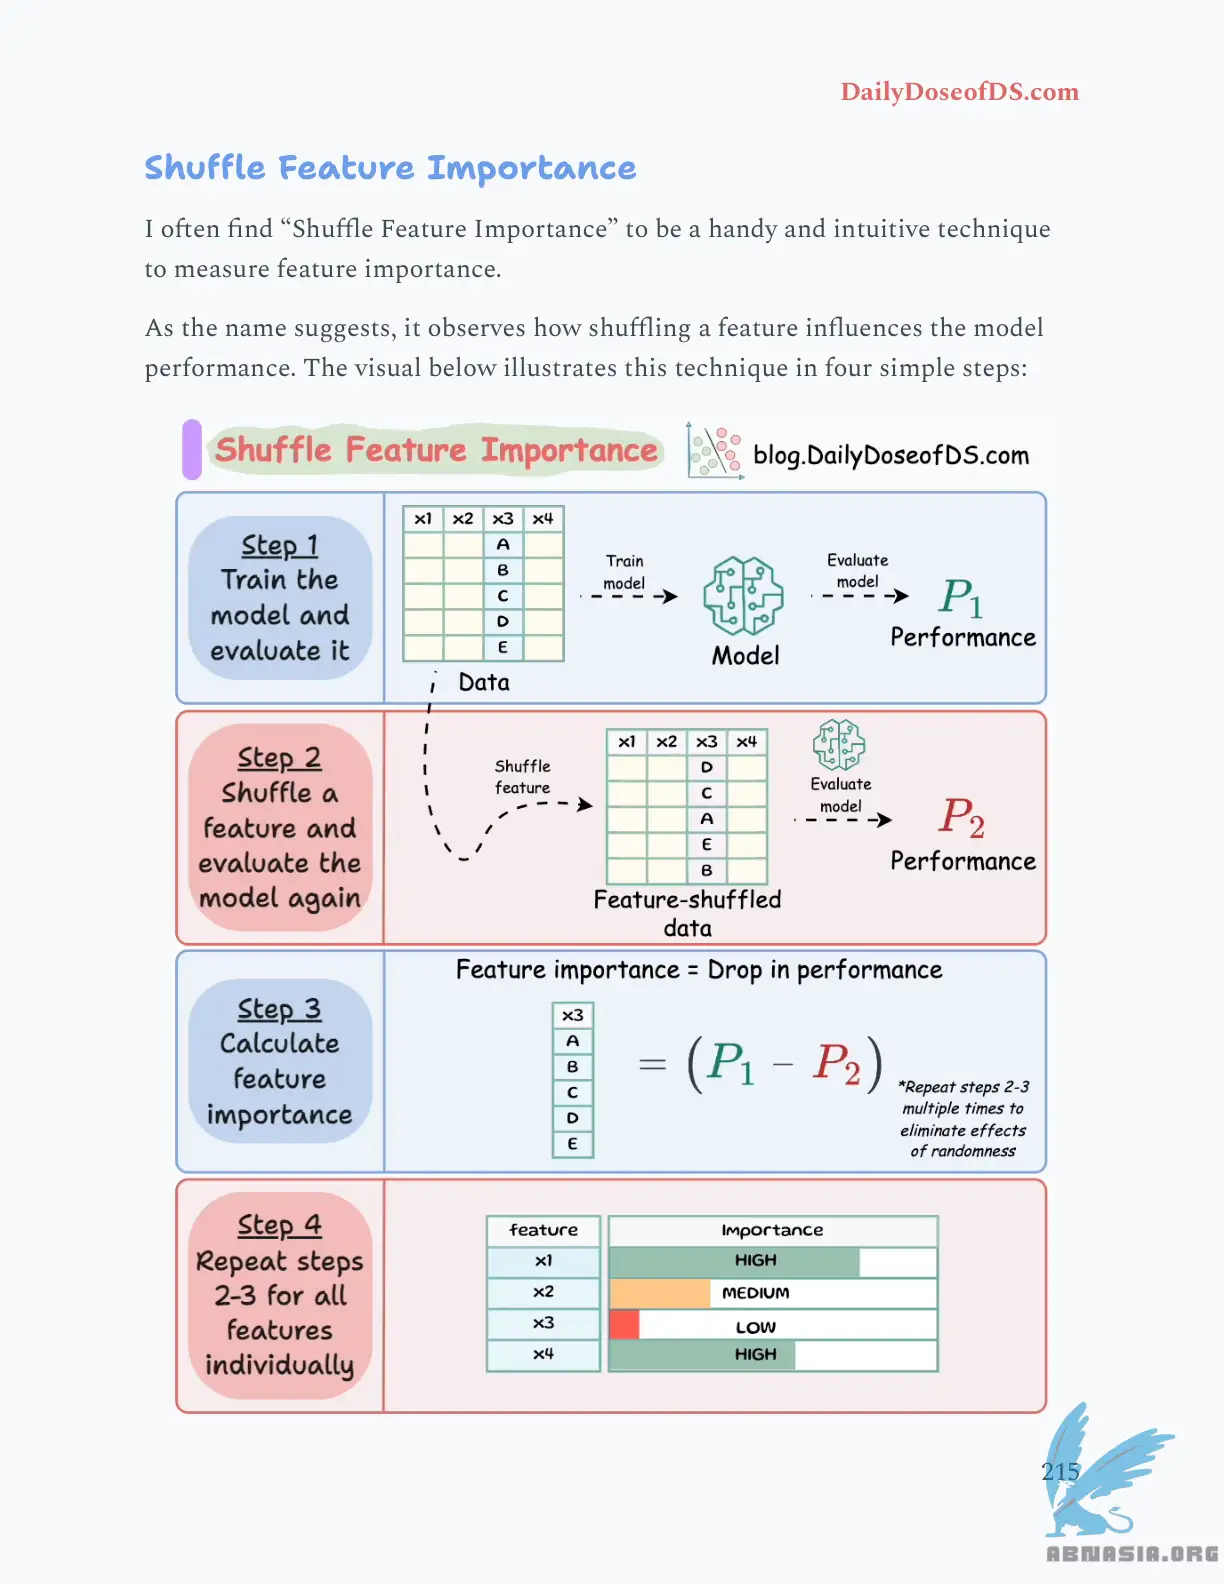 DailyDoseofDS.com
Shuffle Feature Importance
I often find “Shuffle Feature Importance” to be a handy and intuitive technique
to measure feature importance.
As the name suggests, it observes how shuffling a feature influences the model
performance. The visual below illustrates this technique in four simple steps:
Shuffle Feature Importance
blog.DailyDoseofDS.com
Step 1
Train the
model and
evaluate it
x1 x2 x3 x4
A
B
C
D
E
Data
Train
model
Model
Evaluate
model
P1
Performance
Step 2
Shuffle a
feature and
evaluate the
model again
Shuffle
feature
x1 x2 x3 x4
D
C
A
E
B
Feature-shuffled
data
Evaluate
model
P2
Performance
Step 3
Calculate
feature
importance
Feature importance = Drop in performance
x3
A
B
C
D
E
= (P1 - P2)
*Repeat steps 2-3
multiple times to
eliminate effects
of randomness
Step 4
Repeat steps
2-3 for all
features
individually
feature Importance
x1 HIGH
x2 MEDIUM
x3 LOW
x4 HIGH
215
ABNASIA.ORG